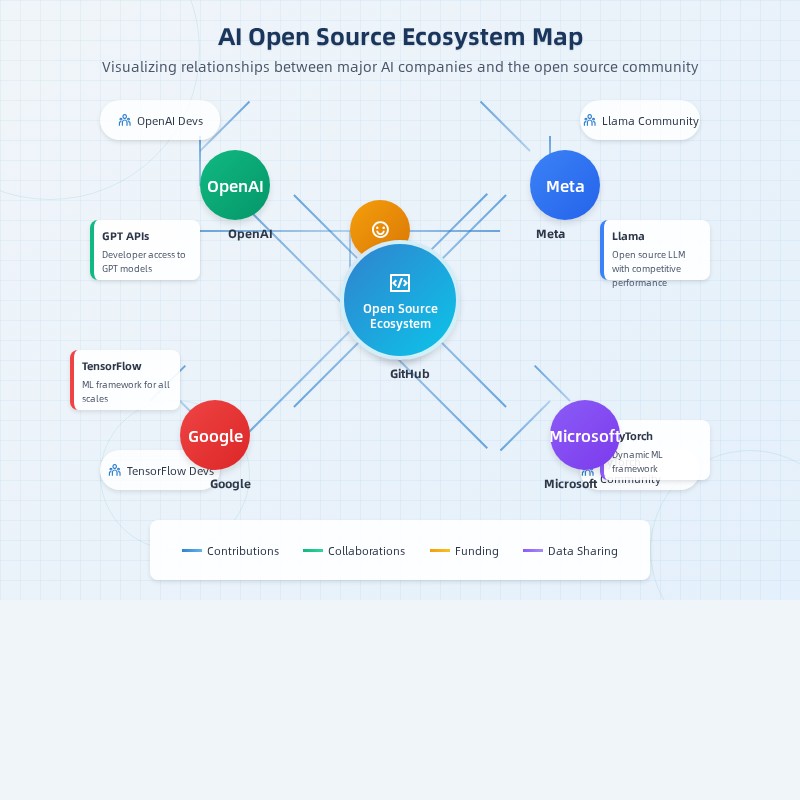 AI Open Source Ecosystem Map
Visualizing relationships between major AI companies and the open source community
OpenAI Devs
Llama Community
OpenAI
Meta
OpenAI
Meta
GPT APIs
Developer access to
GPT models
Llama
Open source LLM
with competitive
performance
Open Source
Ecosystem
GitHub
TensorFlow
ML framework for all
scales
Google
Microsoft
yTorch
Dynamic ML
framework
TensorFlow Devs
Community
Google
Microsoft
Contributions
Collaborations
Funding
Data Sharing